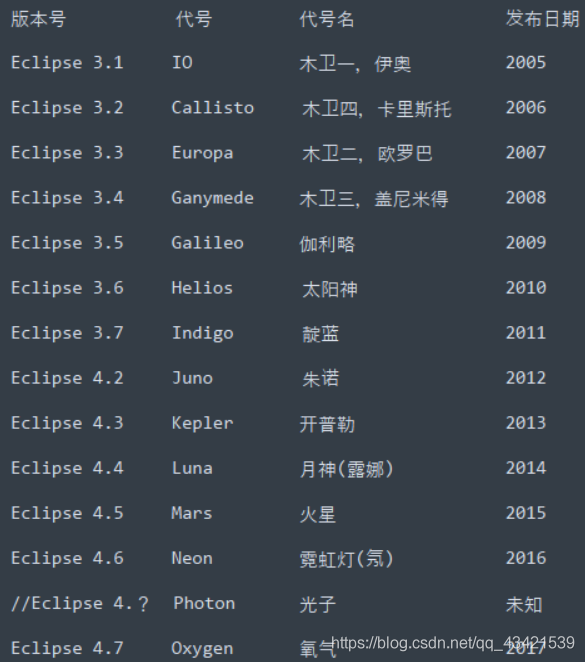 版本号 代号 代号名 发布日期
Eclipse 3.1 IO 木卫一, 伊奥 2005
Eclipse 3.2 Callisto 木卫四, 卡里斯托 2006
Eclipse 3.3 Europa 木卫二, 欧罗巴 2007
Eclipse 3.4 Ganymede 木卫三, 盖尼米得 2008
Eclipse 3.5 Galileo 伽利略 2009
Eclipse 3.6 Helios 太阳神 2010
Eclipse 3.7 Indigo 靛蓝 2011
Eclipse 4.2 Juno 朱诺 2012
Eclipse 4.3 Kepler 开普勒 2013
Eclipse 4.4 Luna 月神(露娜) 2014
Eclipse 4.5 Mars 火星 2015
Eclipse 4.6 Neon 霓虹灯(氖) 2016
//Eclipse 4.？ Photon 光子 未知
Eclipse 4.7 Oxygen 氧气 2017
https://blog.csdn.net/qq_43421539